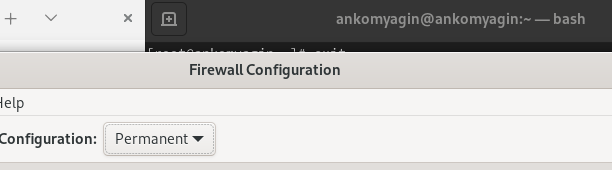 ankomyagin@ankomyagin:~ — bash
Firewall Configuration
Help
Configuration: Permanent